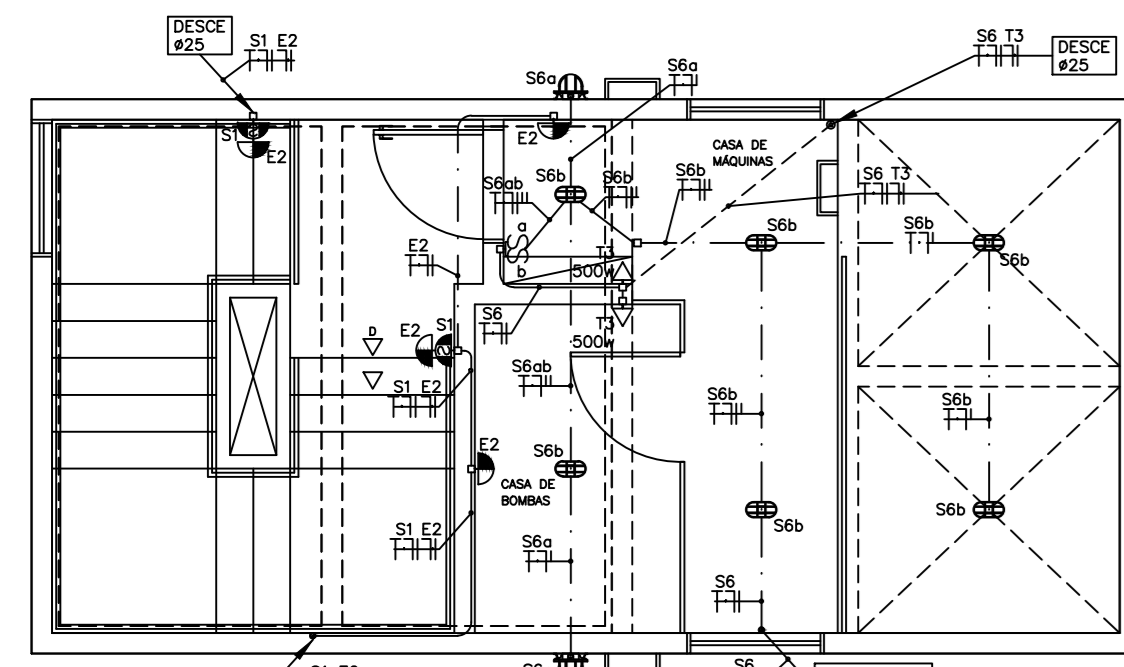 DESCE
ø25
S1 E2
S6a
S6a
S6 T3
DESCE
ø25
S1
E2
E2
CASA DE
MÁQUINAS
S6b
S6ab
S6b
S6b
S6 T3
S
a
S
b
S6b
S6b
S6b
E2
T3
500W
S6
T3
500W
D
E2
S1
S6ab
S1 E2
S6b
S6b
E2
S6b
CASA DE
BOMBAS
S6b
S6b
S1 E2
S6a
S6
S6